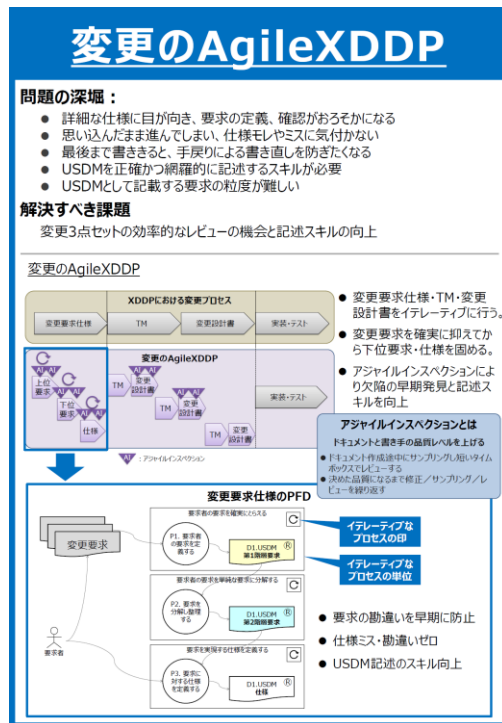 変更のAgileXDDP
問題の深堀：
● 詳細な仕様に目が向き、要求の定義、確認がおろそかになる
● 思い込んだまま進んでしまい、仕様モレやミスに気付かない
● 最後まで書ききると、手戻りによる書き直しを防ぎたくなる
● USDMを正確かつ網羅的に記述するスキルが必要
● USDMとして記載する要求の粒度が難しい
解決すべき課題
変更3点セットの効率的なレビューの機会と記述スキルの向上
変更のAgileXDDP
XDDPにおける変更プロセス
変更要求仕様
TM
変更設計書
実装・テスト
変更のAgileXDDP
AI AI
上位
要求
AI AI
下位
要求
AI AI
仕様
TM
AI AI
変更
設計書
TM
AI AI
変更
設計書
TM
変更
設計書
実装・テスト
AI ：アジャイルインスペクション
● 変更要求仕様・TM・変更
設計書をイテレーティブに行う。
● 変更要求を確実に抑えてか
ら下位要求・仕様を固める。
● アジャイルインスペクションによ
り欠陥の早期発見と記述ス
キルを向上
アジャイルインスペクションとは
ドキュメントと書き手の品質レベルを上げる
● ドキュメント作成途中にサンプリングし短いタイム
ボックスでレビューする
● 決めた品質になるまで修正／サンプリング／レ
ビューを繰り返す
変更要求仕様のPFD
変更要求
要求者
要求者の要求を確実にとらえる
P1. 要求者
の要求を定
義する
D1.USDM
第1階層要求
R
要求者の要求を単純な要求に分解する
P2. 要求を
分解し整理
する
D1.USDM
第2階層要求
R
要求を実現する仕様を定義する
P3. 要求に
対する仕様
を定義する
D1.USDM
仕様
R
イテレーティブな
プロセスの印
イテレーティブな
プロセスの単位
● 要求の勘違いを早期に防止
● 仕様ミス・勘違いゼロ
● USDM記述のスキル向上